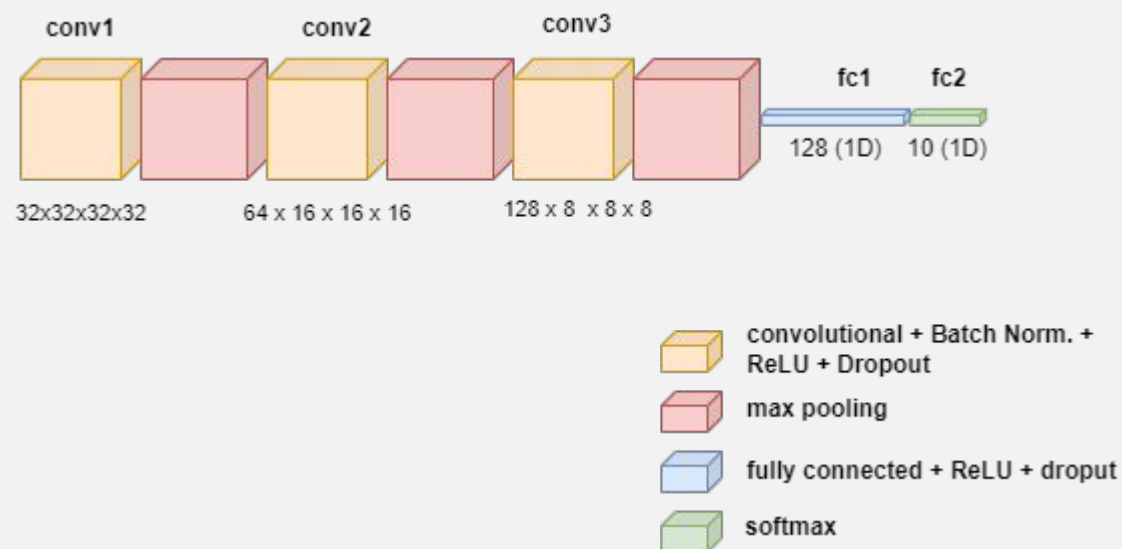 conv1
conv2
conv3
fc1
fc2
128 (1D)
10 (1D)
32x32x32x32
64 x 16 x 16 x 16
128 x 8 x 8 x 8
convolutional + Batch Norm. +
ReLU + Dropout
max pooling
fully connected + ReLU + droput
softmax